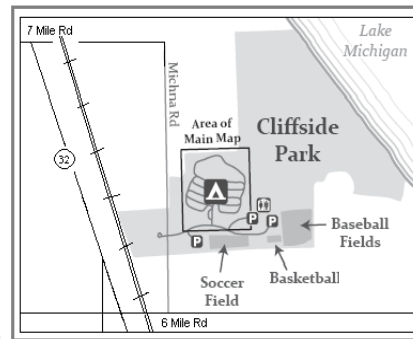 7 Mile Rd
Lake
Michigan
Michna Rd
Area of
Main Map
Cliffside
Park
32
P
P
P
Baseball
Fields
Soccer
Field
Basketball
6 Mile Rd